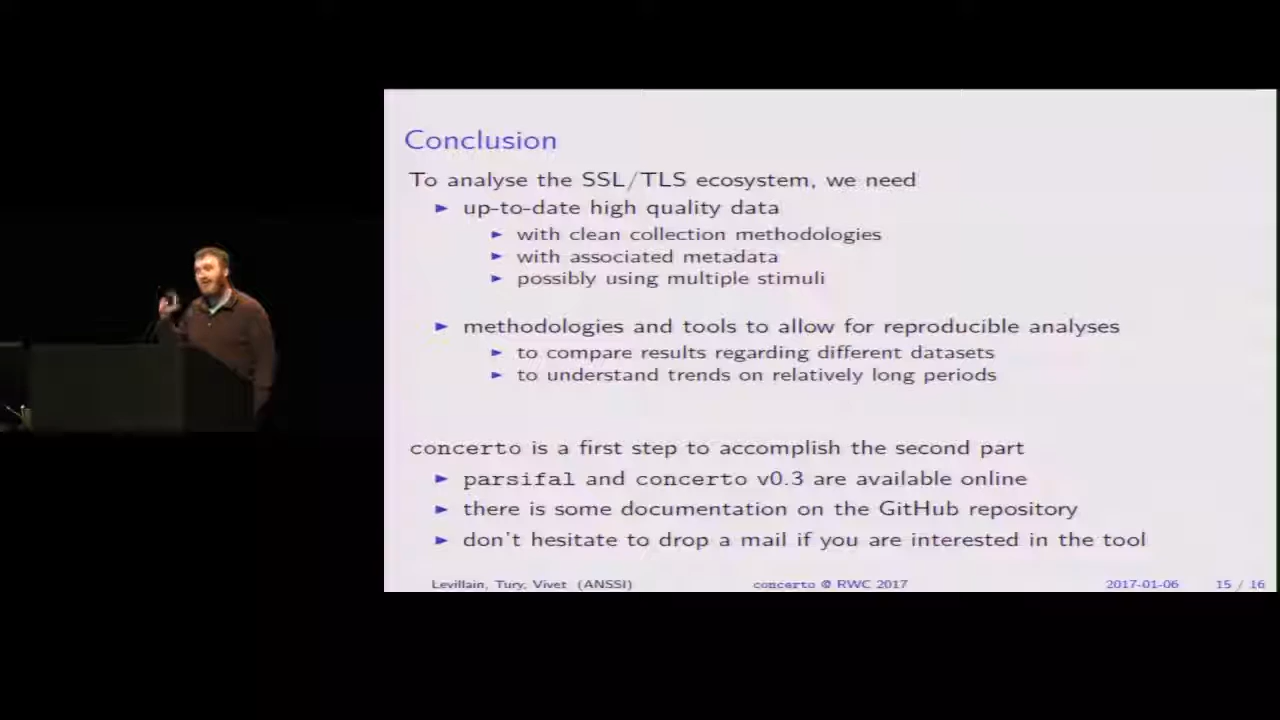 Conclusion
To analyse the SSL/TLS ecosystem, we need
► up-to-date high quality data
► with clean collection methodologies
► with associated metadata
► possibly using multiple stimuli
► methodologies and tools to allow for reproducible analyses
► to compare results regarding different datasets
► to understand trends on relatively long periods
concerto is a first step to accomplish the second part
► parsifal and concerto v0.3 are available online
► there is some documentation on the GitHub repository
► don't hesitate to drop a mail if you are interested in the tool
Levillain, Tury, Vivet (ANSSI) concerto @ RWC 2017 2017-01-06 15 / 16